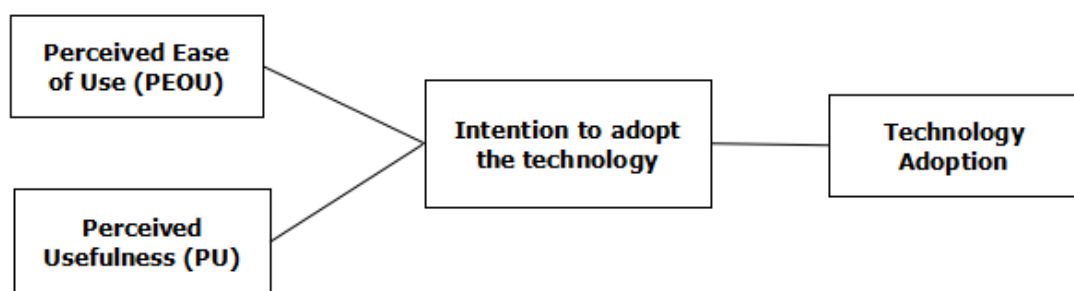 Perceived Ease
of Use (PEOU)
Perceived
Usefulness (PU)
Intention to adopt
the technology
Technology
Adoption